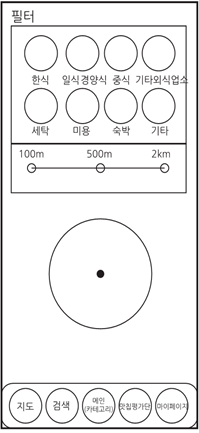 필터
한식 일식경양식 중식 기타외식업소
세탁 미용 숙박 기타
100m 500m 2km
지도 검색 메인 (카테고리) 맛집평가단 마이페이지